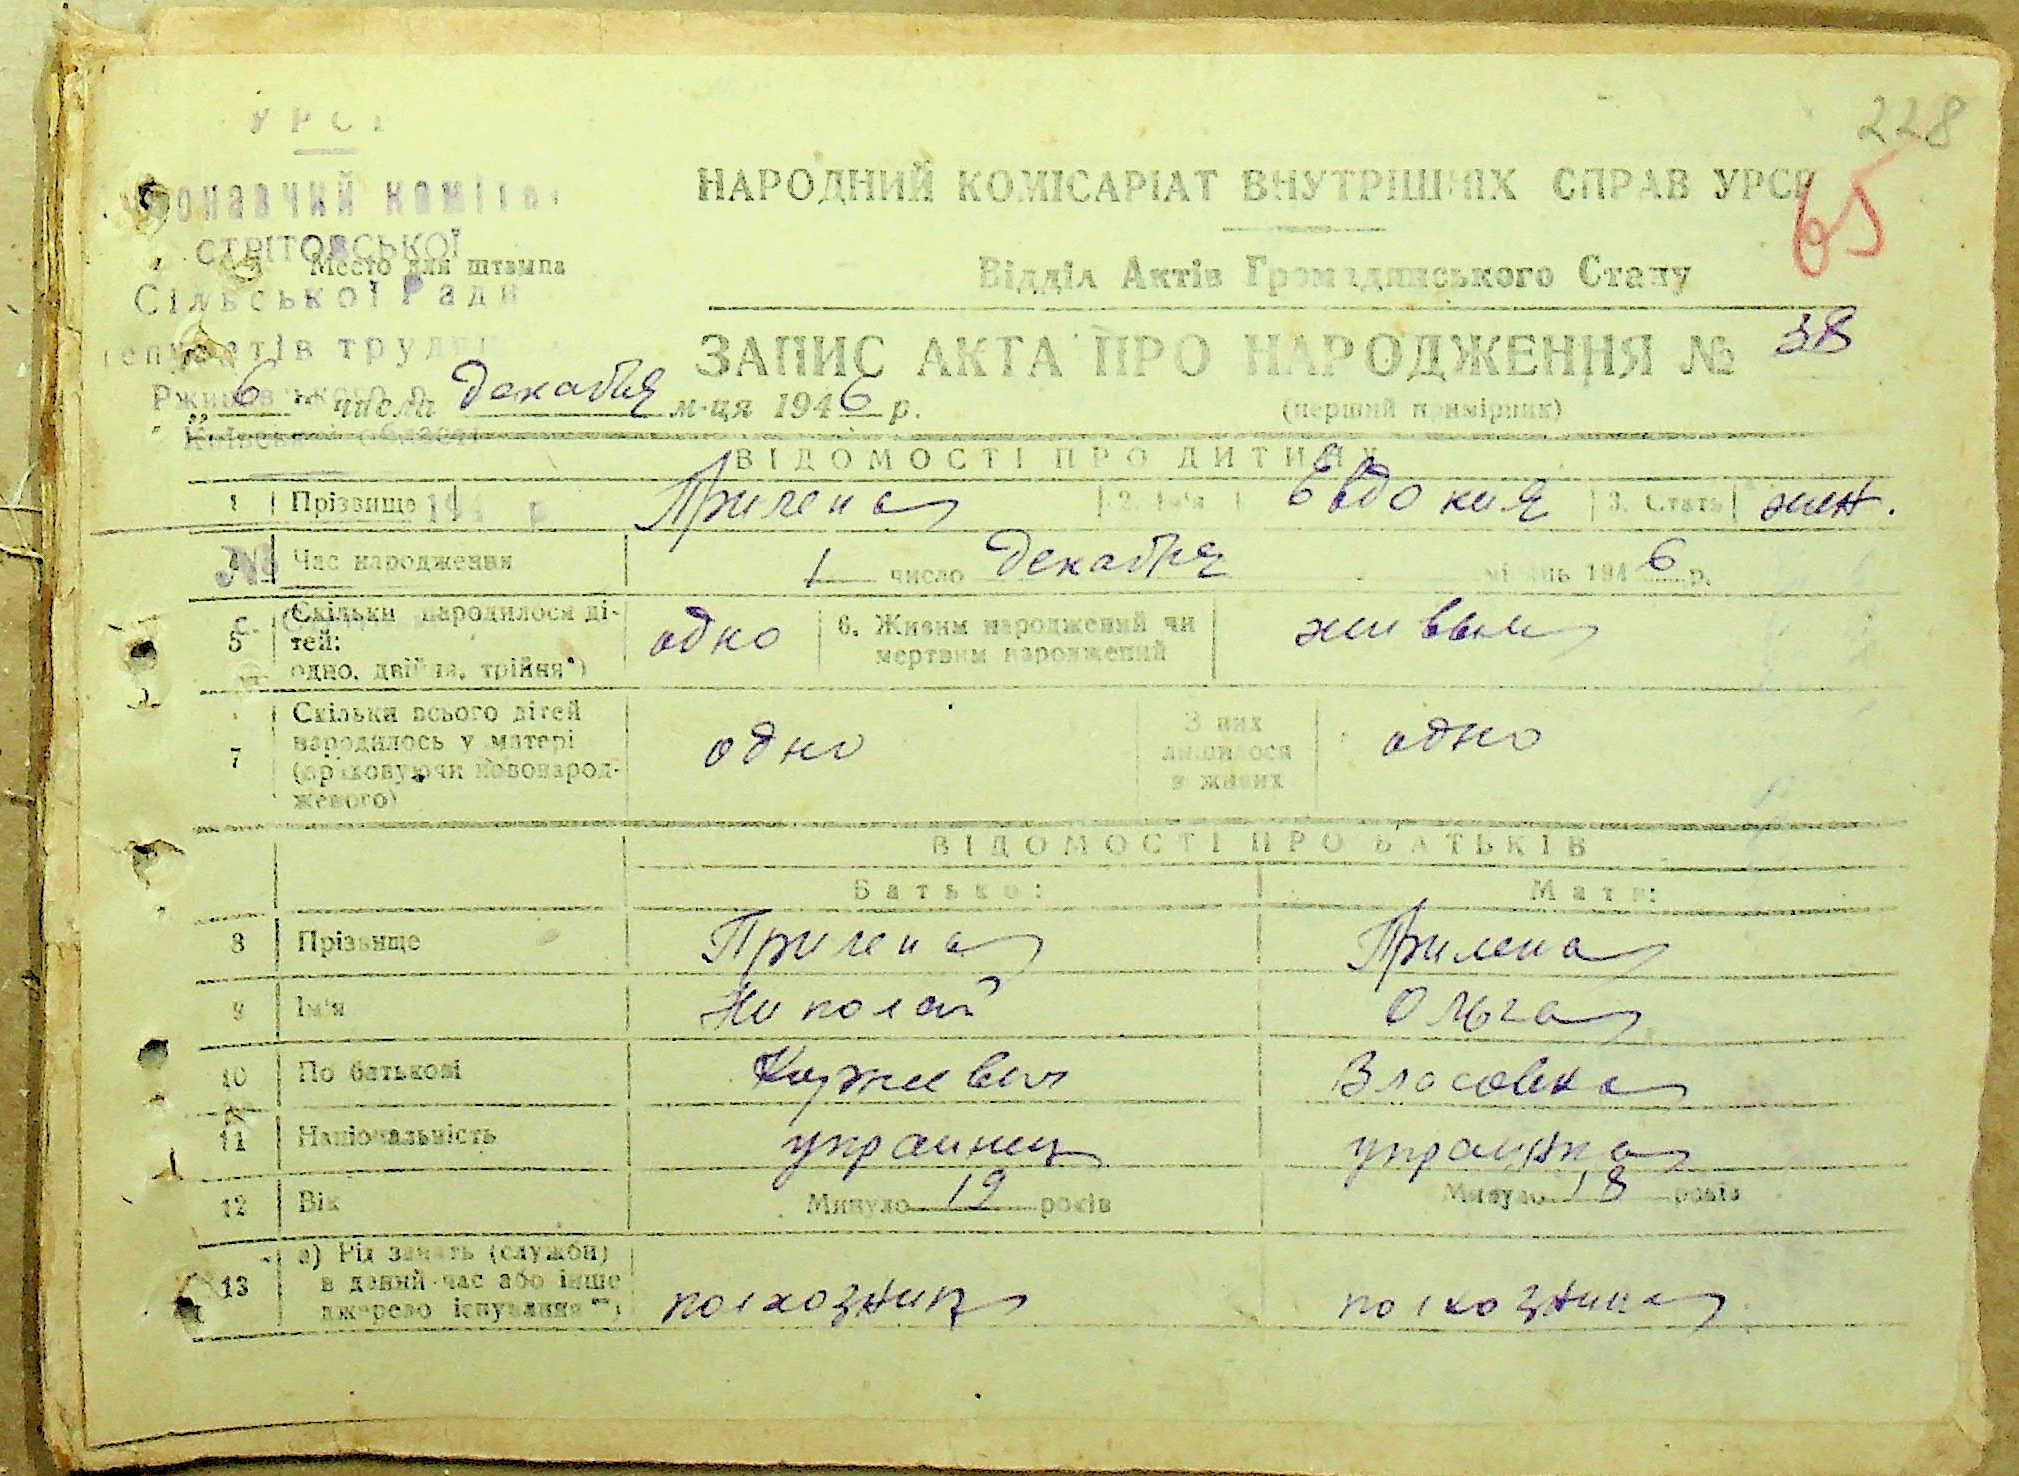 228
65
УРСР
Виконавчий комітет
СТРІТОВСЬКОЇ
Место для штампа
Сільської Ради
депутатів трудящих
Ржищівського р
Київської області
194 р
№
НАРОДНИЙ КОМІСАРІАТ ВНУТРІШНІХ СПРАВ УРСР
Відділ Актів Громадянського Стану
ЗАПИС АКТА ПРО НАРОДЖЕННЯ № 38
„ 6 " числа декабря м-ця 1946 р.
(перший примірник)
ВІДОМОСТІ ПРО ДИТИНУ
1 Прізвище Прилепа 2. Ім'я Евдокия 3. Стать жен.
4 Час народження 1 число декабря місяць 1946 р.
5 Скільки народилося дітей: одно, двійня, трійня*) одно 6. Живим народжений чи мертвим народжений живым
7 Скільки всього дітей народилось у матері (враховуючи новонародженого) одно З них лишилося в живих одно
ВІДОМОСТІ ПРО БАТЬКІВ
Батько: Мати:
8 Прізвище Прилепа Прилепа
9 Ім'я Николай Ольга
10 По батькові Власовна
11 Національність украинец украинка
12 Вік Минуло 19 років Минуло 18 років
13 а) Рід занять (служби) в даний час або інше джерело існування**) колхозник колхозница